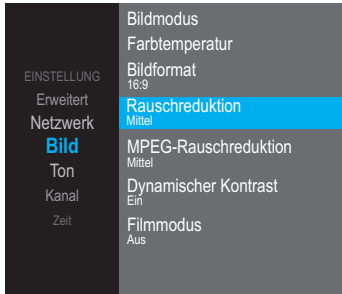 EINSTELLUNG
Erweitert
Netzwerk
Bild
Ton
Kanal
Zeit
Bildmodus
Farbtemperatur
Bildformat
16:9
Rauschreduktion
Mittel
MPEG-Rauschreduktion
Mittel
Dynamischer Kontrast
Ein
Filmmodus
Aus